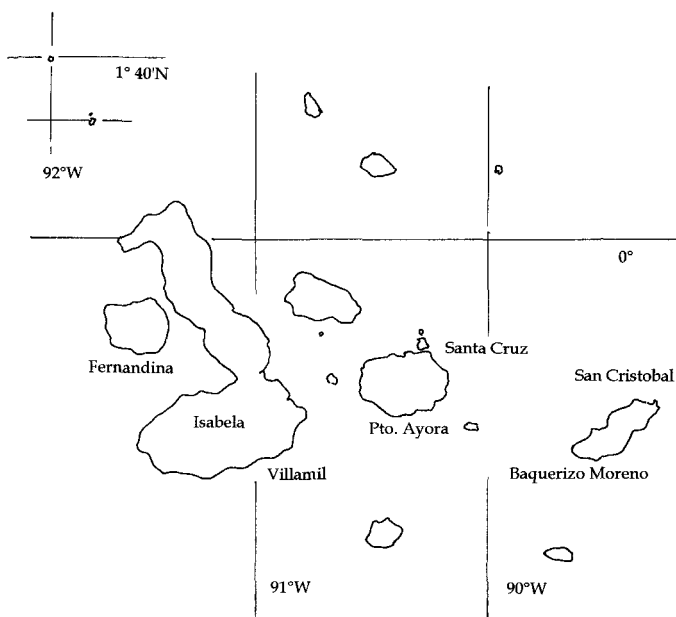 1° 40'N
92°W
0°
Santa Cruz
Fernandina
San Cristobal
Isabela
Pto. Ayora
Villamil
Baquerizo Moreno
91°W
90°W